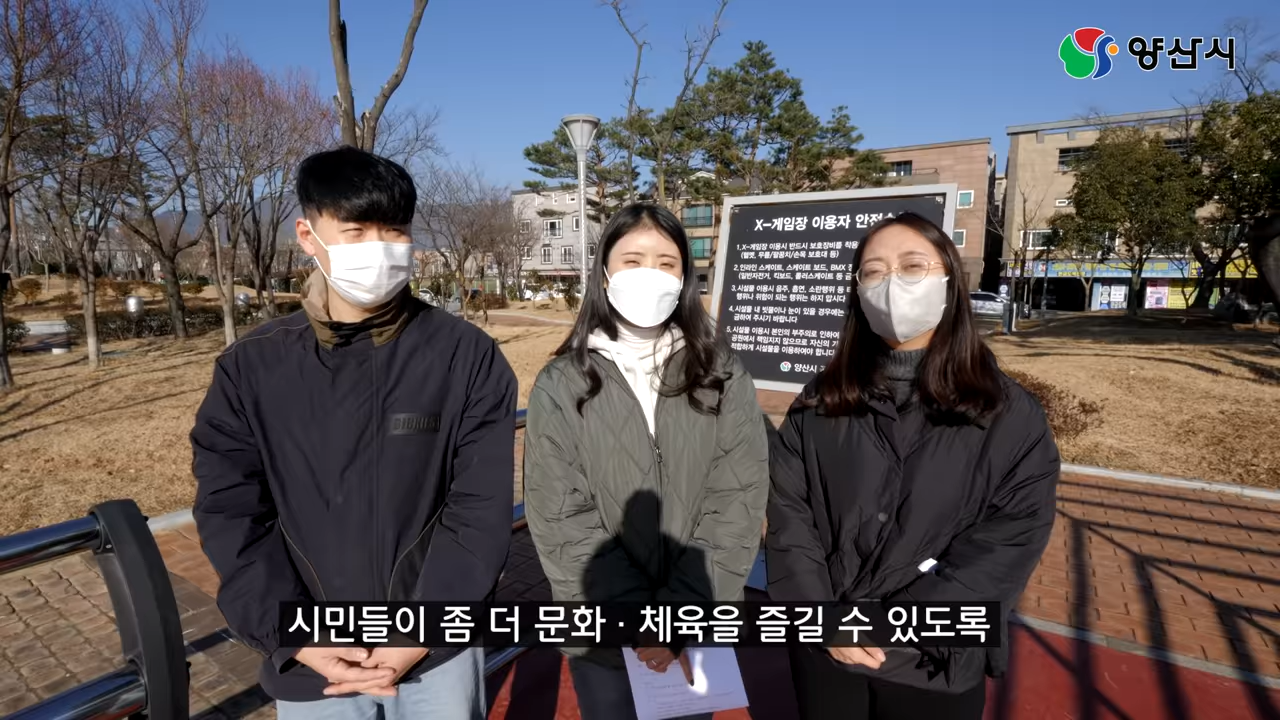 양산시
X-게임장 이용자 안전수
1. X-게임장 이용시 반드시 보호장비를 착용
(헬멧, 무릎/팔꿈치/손목 보호대 등)
2. 인라인 스케이트, 스케이트 보드, BMX
(일반자전거, 킥보드, 롤러스케이트 등 금
3. 시설물 이용시 음주, 흡연, 소란행위 등
행위나 위험이 되는 행위는 하지 맙시다
4. 시설물 내 빗물이나 눈이 있을 경우에는
금하여 주시기 바랍니다
5. 시설물 이용시 본인의 부주의로 인하여
공원에서 책임지지 않으므로 자신의
적합하게 시설물을 이용하여야 합니다
양산시
시민들이 좀 더 문화·체육을 즐길 수 있도록